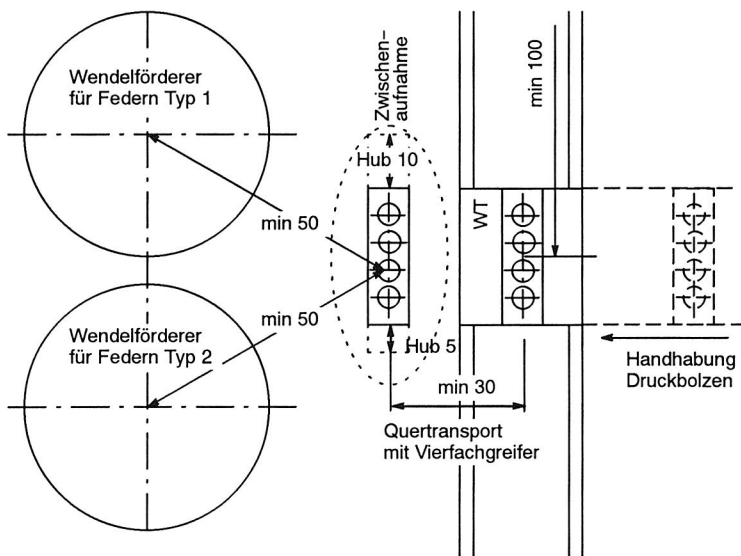 Wendelförderer
für Federn Typ 1
Zwischen–
aufnahme
min 100
Hub 10
min 50
WT
min 50
Wendelförderer
für Federn Typ 2
Hub 5
min 30
Handhabung
Druckbolzen
Quertransport
mit Vierfachgreifer